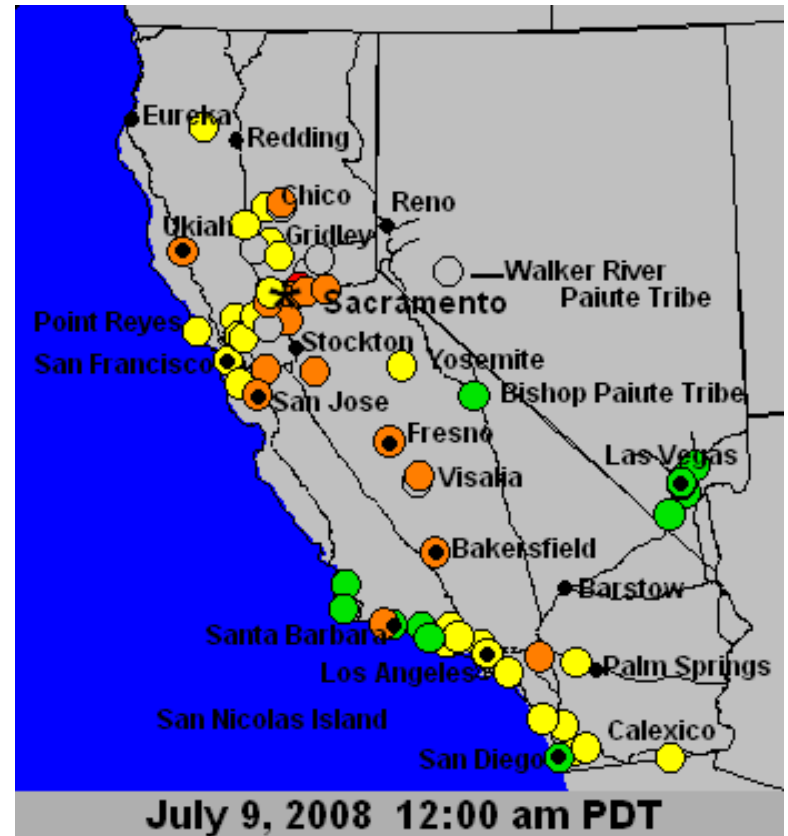 Eureka
Redding
Chico
Reno
Ukiah
Gridley
Walker River
Paiute Tribe
Sacramento
Point Reyes
Stockton
San Francisco
Yosemite
Bishop Paiute Tribe
San Jose
Fresno
Las Vegas
Visalia
Bakersfield
Barstow
Santa Barbara
Los Angeles
Palm Springs
San Nicolas Island
Calexico
San Diego
July 9, 2008 12:00 am PDT